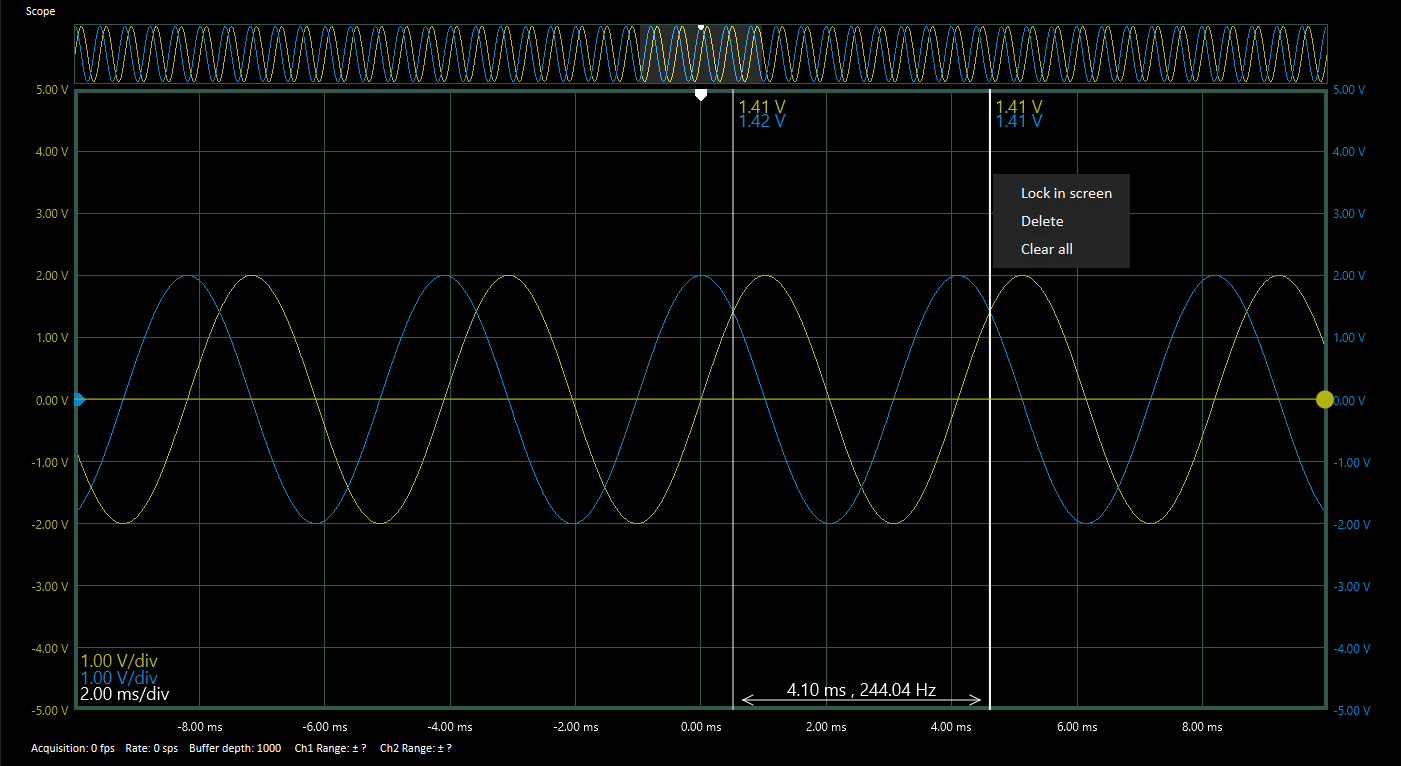 Scope
5.00 V 5.00 V
1.41 V 1.41 V
1.42 V 1.41 V
4.00 V 4.00 V
Lock in screen
3.00 V 3.00 V
Delete
Clear all
2.00 V 2.00 V
1.00 V 1.00 V
0.00 V 0.00 V
-1.00 V -1.00 V
-2.00 V -2.00 V
-3.00 V -3.00 V
-4.00 V -4.00 V
1.00 V/div
1.00 V/div
2.00 ms/div 4.10 ms , 244.04 Hz
-5.00 V -5.00 V
-8.00 ms -6.00 ms -4.00 ms -2.00 ms 0.00 ms 2.00 ms 4.00 ms 6.00 ms 8.00 ms
Acquisition: 0 fps Rate: 0 sps Buffer depth: 1000 Ch1 Range: ± ? Ch2 Range: ± ?